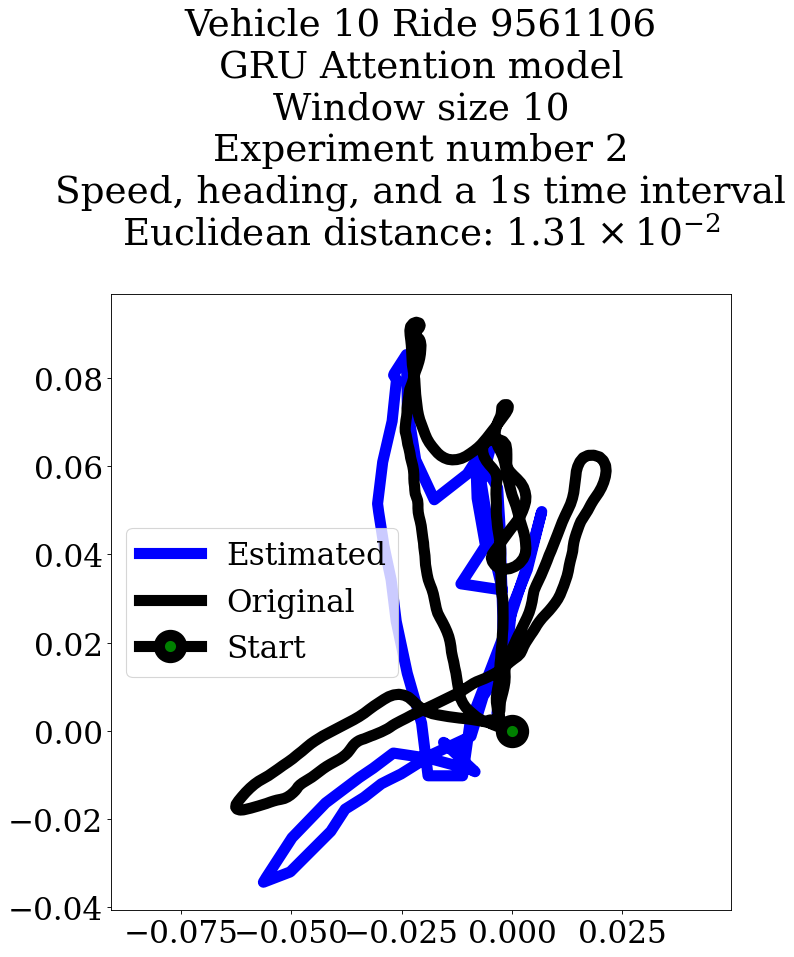 Vehicle 10 Ride 9561106
GRU Attention model
Window size 10
Experiment number 2
Speed, heading, and a 1s time interval
Euclidean distance: 1.31 × 10⁻²
0.08
0.06
0.04
0.02
0.00
−0.02
−0.04
Estimated
Original
Start
−0.075 −0.050 −0.025 0.000 0.025